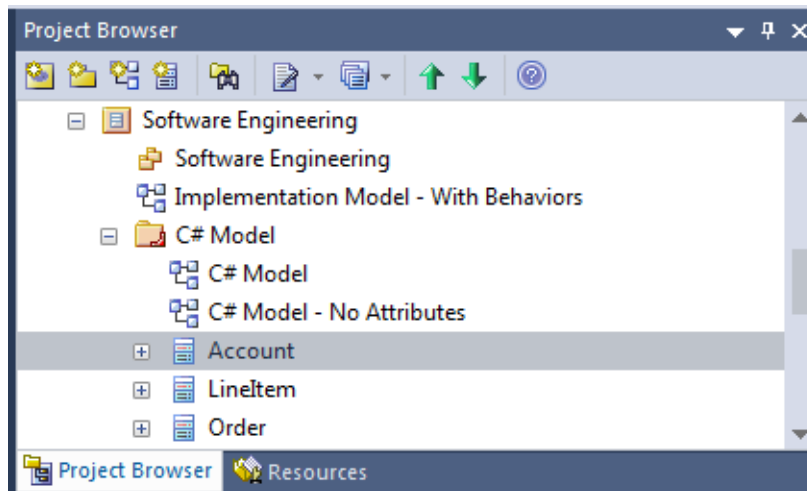 Project Browser
Software Engineering
Software Engineering
Implementation Model - With Behaviors
C# Model
C# Model
C# Model - No Attributes
Account
LineItem
Order
Project Browser Resources